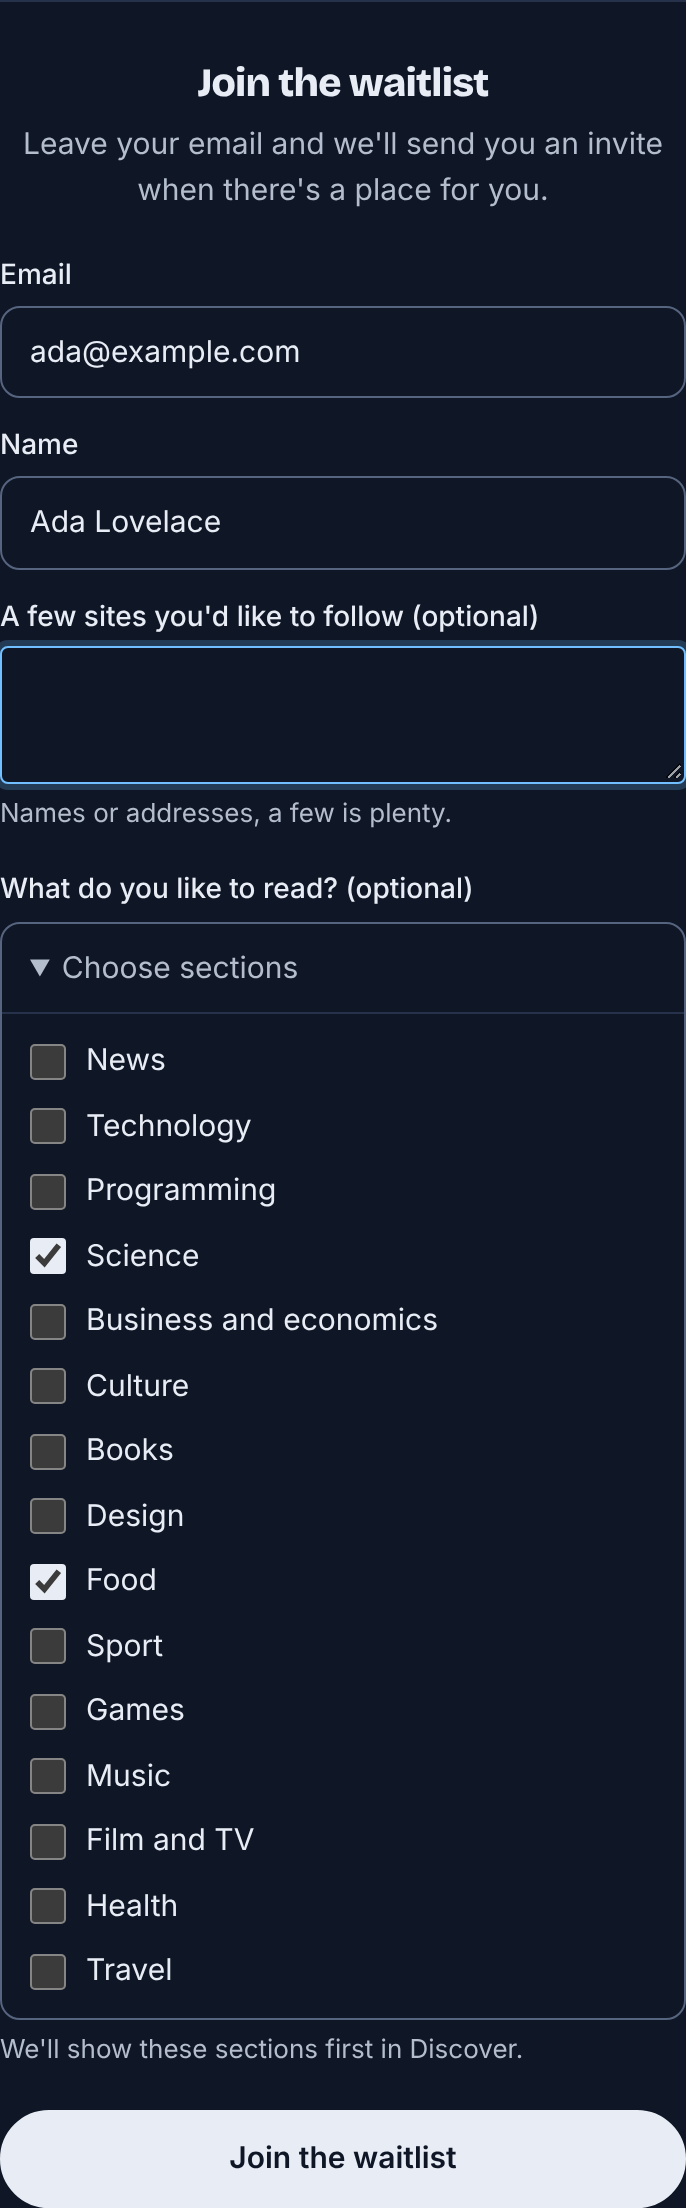 Join the waitlist
Leave your email and we'll send you an invite
when there's a place for you.
Email
ada@example.com
Name
Ada Lovelace
A few sites you'd like to follow (optional)
Names or addresses, a few is plenty.
What do you like to read? (optional)
Choose sections
News
Technology
Programming
Science
Business and economics
Culture
Books
Design
Food
Sport
Games
Music
Film and TV
Health
Travel
We'll show these sections first in Discover.
Join the waitlist